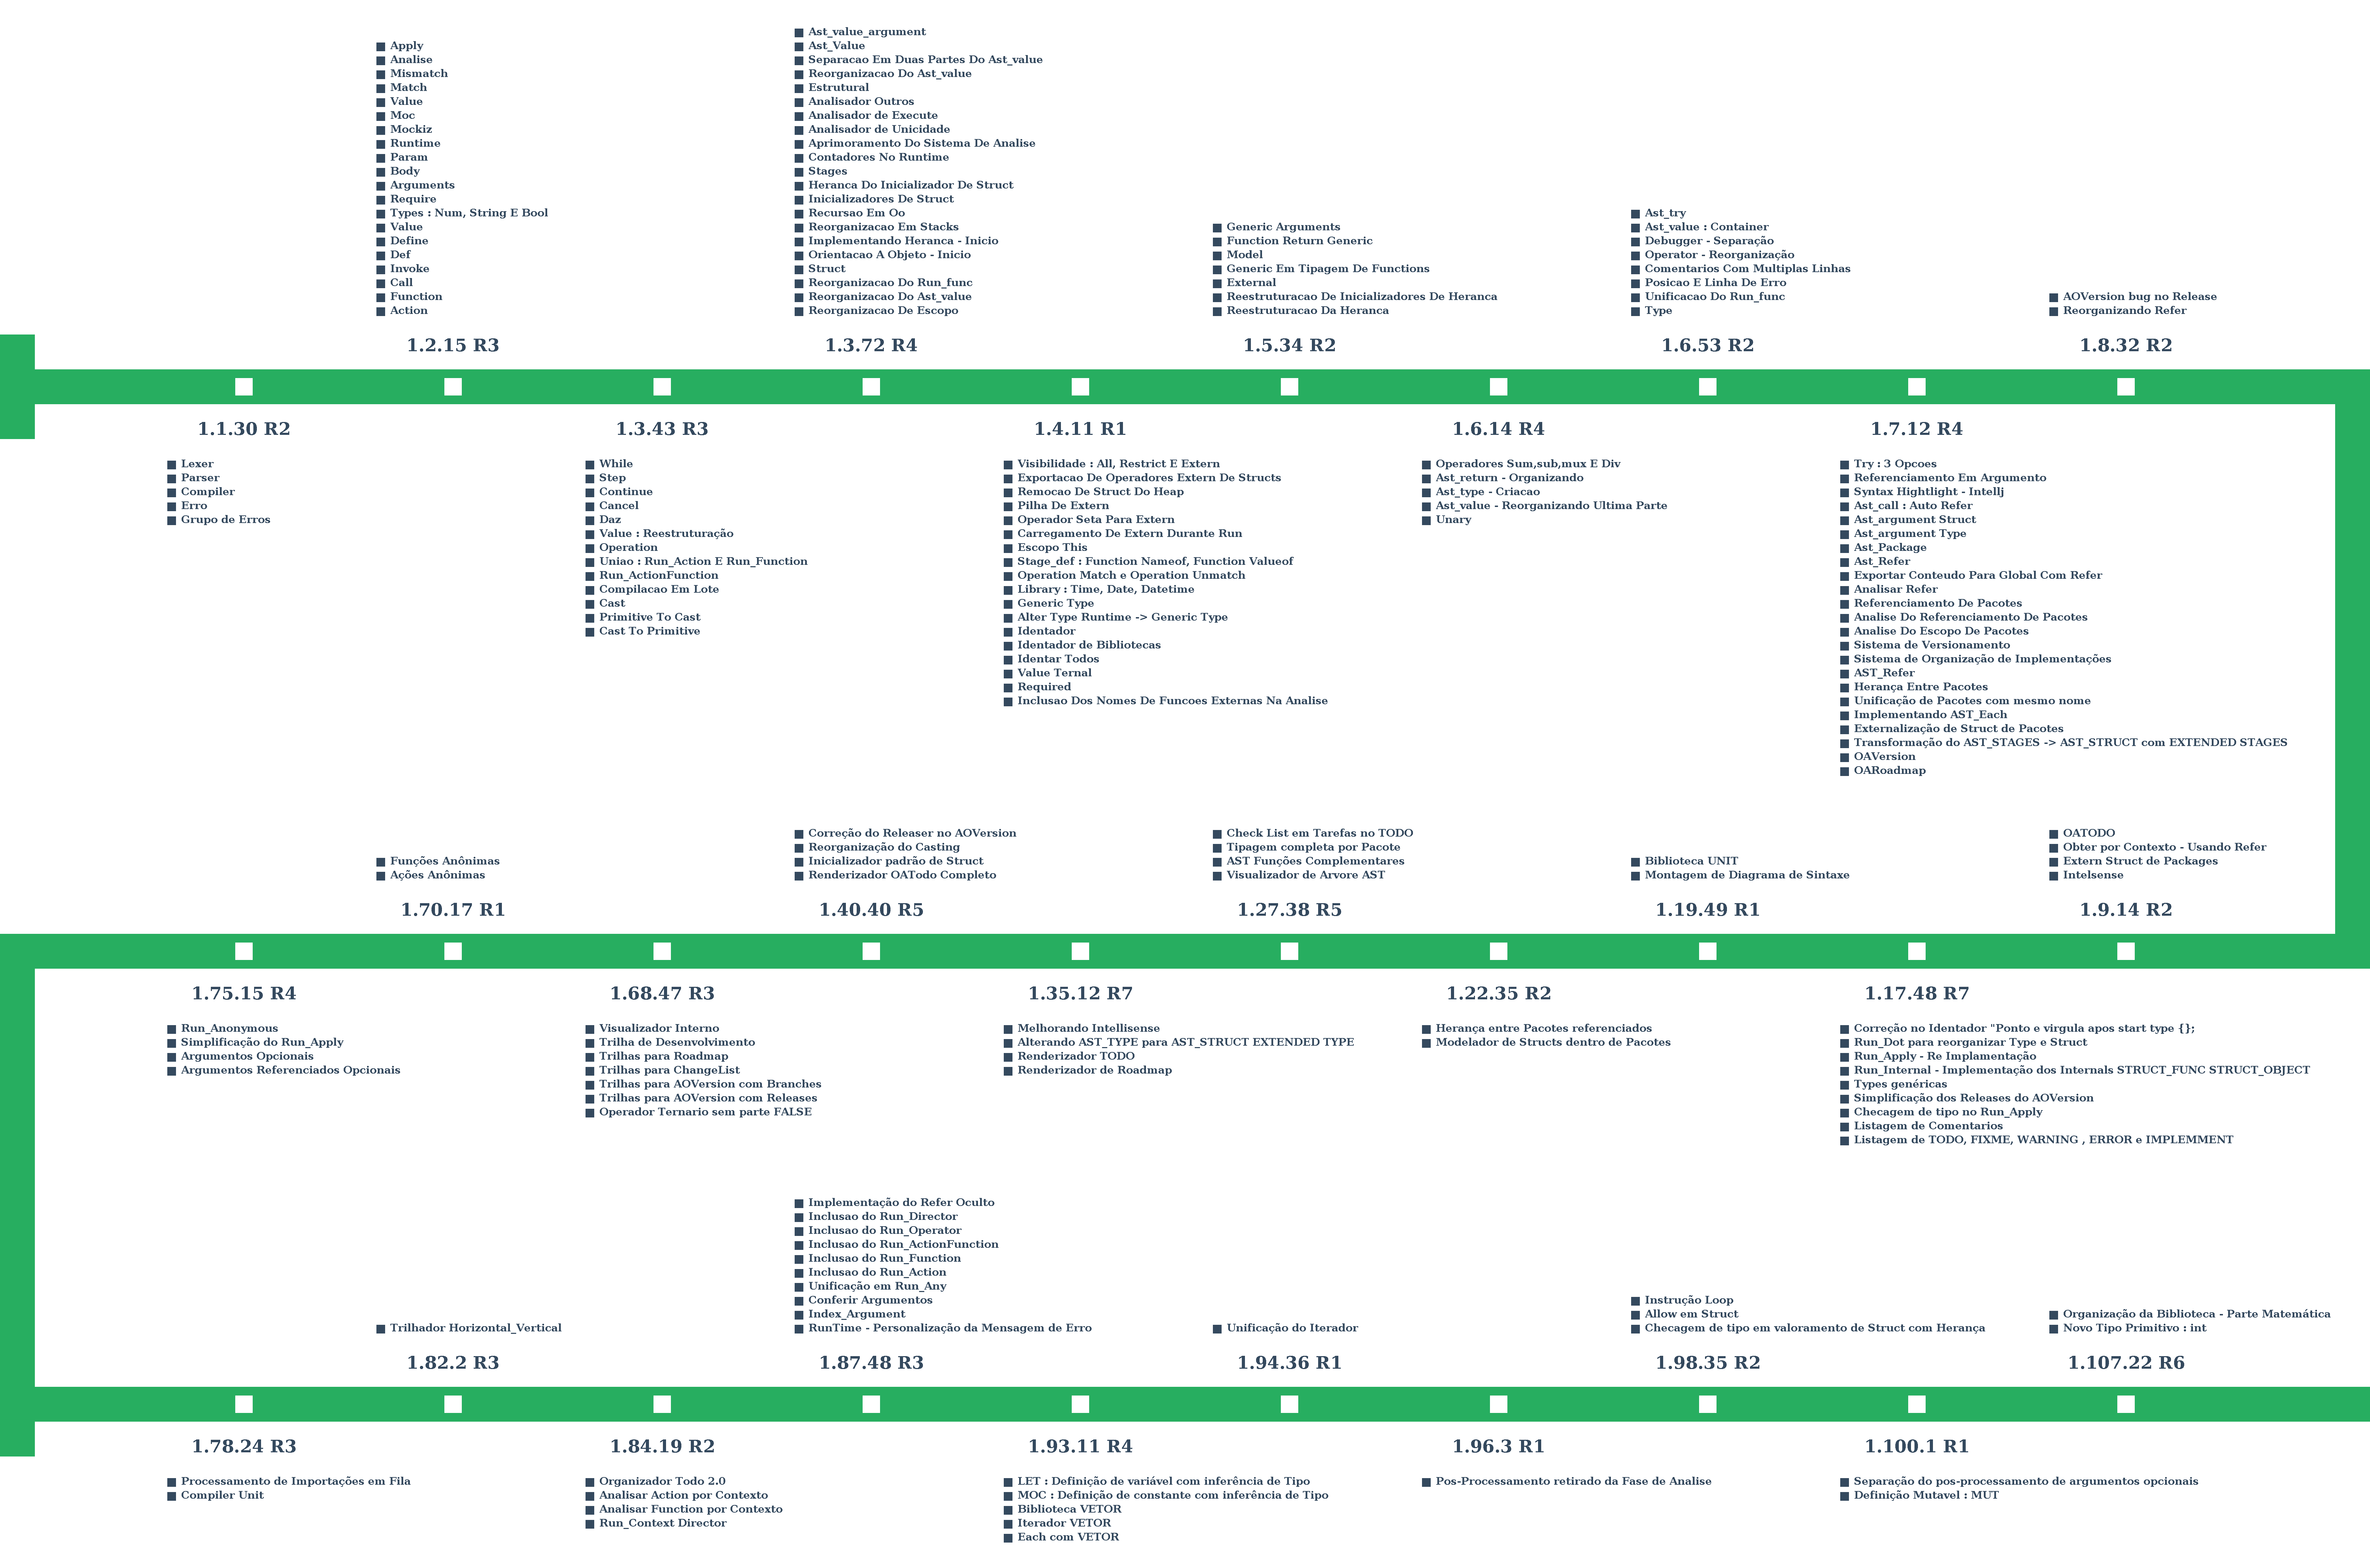 Apply
Analise
Mismatch
Match
Value
Moc
Mockiz
Runtime
Param
Body
Arguments
Require
Types : Num, String E Bool
Value
Define
Def
Invoke
Call
Function
Action
1.2.15 R3
Ast_value_argument
Ast_Value
Separacao Em Duas Partes Do Ast_value
Reorganizacao Do Ast_value
Estrutural
Analisador Outros
Analisador de Execute
Analisador de Unicidade
Aprimoramento Do Sistema De Analise
Contadores No Runtime
Stages
Heranca Do Inicializador De Struct
Inicializadores De Struct
Recursao Em Oo
Reorganizacao Em Stacks
Implementando Heranca - Inicio
Orientacao A Objeto - Inicio
Struct
Reorganizacao Do Run_func
Reorganizacao Do Ast_value
Reorganizacao De Escopo
1.3.72 R4
Generic Arguments
Function Return Generic
Model
Generic Em Tipagem De Functions
External
Reestruturacao De Inicializadores De Heranca
Reestruturacao Da Heranca
1.5.34 R2
Ast_try
Ast_value : Container
Debugger - Separação
Operator - Reorganização
Comentarios Com Multiplas Linhas
Posicao E Linha De Erro
Unificacao Do Run_func
Type
1.6.53 R2
AOVersion bug no Release
Reorganizando Refer
1.8.32 R2
1.1.30 R2
Lexer
Parser
Compiler
Erro
Grupo de Erros
1.3.43 R3
While
Step
Continue
Cancel
Daz
Value : Reestruturação
Operation
Uniao : Run_Action E Run_Function
Run_ActionFunction
Compilacao Em Lote
Cast
Primitive To Cast
Cast To Primitive
1.4.11 R1
Visibilidade : All, Restrict E Extern
Exportacao De Operadores Extern De Structs
Remocao De Struct Do Heap
Pilha De Extern
Operador Seta Para Extern
Carregamento De Extern Durante Run
Escopo This
Stage_def : Function Nameof, Function Valueof
Operation Match e Operation Unmatch
Library : Time, Date, Datetime
Generic Type
Alter Type Runtime -> Generic Type
Identador
Identador de Bibliotecas
Identar Todos
Value Ternal
Required
Inclusao Dos Nomes De Funcoes Externas Na Analise
1.6.14 R4
Operadores Sum,sub,mux E Div
Ast_return - Organizando
Ast_type - Criacao
Ast_value - Reorganizando Ultima Parte
Unary
1.7.12 R4
Try : 3 Opcoes
Referenciamento Em Argumento
Syntax Hightlight - Intellj
Ast_call : Auto Refer
Ast_argument Struct
Ast_argument Type
Ast_Package
Ast_Refer
Exportar Conteudo Para Global Com Refer
Analisar Refer
Referenciamento De Pacotes
Analise Do Referenciamento De Pacotes
Analise Do Escopo De Pacotes
Sistema de Versionamento
Sistema de Organização de Implementações
AST_Refer
Herança Entre Pacotes
Unificação de Pacotes com mesmo nome
Implementando AST_Each
Externalização de Struct de Pacotes
Transformação do AST_STAGES -> AST_STRUCT com EXTENDED STAGES
OAVersion
OARoadmap
Funções Anônimas
Ações Anônimas
1.70.17 R1
Correção do Releaser no AOVersion
Reorganização do Casting
Inicializador padrão de Struct
Renderizador OATodo Completo
1.40.40 R5
Check List em Tarefas no TODO
Tipagem completa por Pacote
AST Funções Complementares
Visualizador de Arvore AST
1.27.38 R5
Biblioteca UNIT
Montagem de Diagrama de Sintaxe
1.19.49 R1
OATODO
Obter por Contexto - Usando Refer
Extern Struct de Packages
Intelsense
1.9.14 R2
1.75.15 R4
Run_Anonymous
Simplificação do Run_Apply
Argumentos Opcionais
Argumentos Referenciados Opcionais
1.68.47 R3
Visualizador Interno
Trilha de Desenvolvimento
Trilhas para Roadmap
Trilhas para ChangeList
Trilhas para AOVersion com Branches
Trilhas para AOVersion com Releases
Operador Ternario sem parte FALSE
1.35.12 R7
Melhorando Intellisense
Alterando AST_TYPE para AST_STRUCT EXTENDED TYPE
Renderizador TODO
Renderizador de Roadmap
1.22.35 R2
Herança entre Pacotes referenciados
Modelador de Structs dentro de Pacotes
1.17.48 R7
Correção no Identador "Ponto e virgula apos start type {};
Run_Dot para reorganizar Type e Struct
Run_Apply - Re Implamentação
Run_Internal - Implementação dos Internals STRUCT_FUNC STRUCT_OBJECT
Types genéricas
Simplificação dos Releases do AOVersion
Checagem de tipo no Run_Apply
Listagem de Comentarios
Listagem de TODO, FIXME, WARNING , ERROR e IMPLEMMENT
Trilhador Horizontal_Vertical
1.82.2 R3
Implementação do Refer Oculto
Inclusao do Run_Director
Inclusao do Run_Operator
Inclusao do Run_ActionFunction
Inclusao do Run_Function
Inclusao do Run_Action
Unificação em Run_Any
Conferir Argumentos
Index_Argument
RunTime - Personalização da Mensagem de Erro
1.87.48 R3
Unificação do Iterador
1.94.36 R1
Instrução Loop
Allow em Struct
Checagem de tipo em valoramento de Struct com Herança
1.98.35 R2
Organização da Biblioteca - Parte Matemática
Novo Tipo Primitivo : int
1.107.22 R6
1.78.24 R3
Processamento de Importações em Fila
Compiler Unit
1.84.19 R2
Organizador Todo 2.0
Analisar Action por Contexto
Analisar Function por Contexto
Run_Context Director
1.93.11 R4
LET : Definição de variável com inferência de Tipo
MOC : Definição de constante com inferência de Tipo
Biblioteca VETOR
Iterador VETOR
Each com VETOR
1.96.3 R1
Pos-Processamento retirado da Fase de Analise
1.100.1 R1
Separação do pos-processamento de argumentos opcionais
Definição Mutavel : MUT